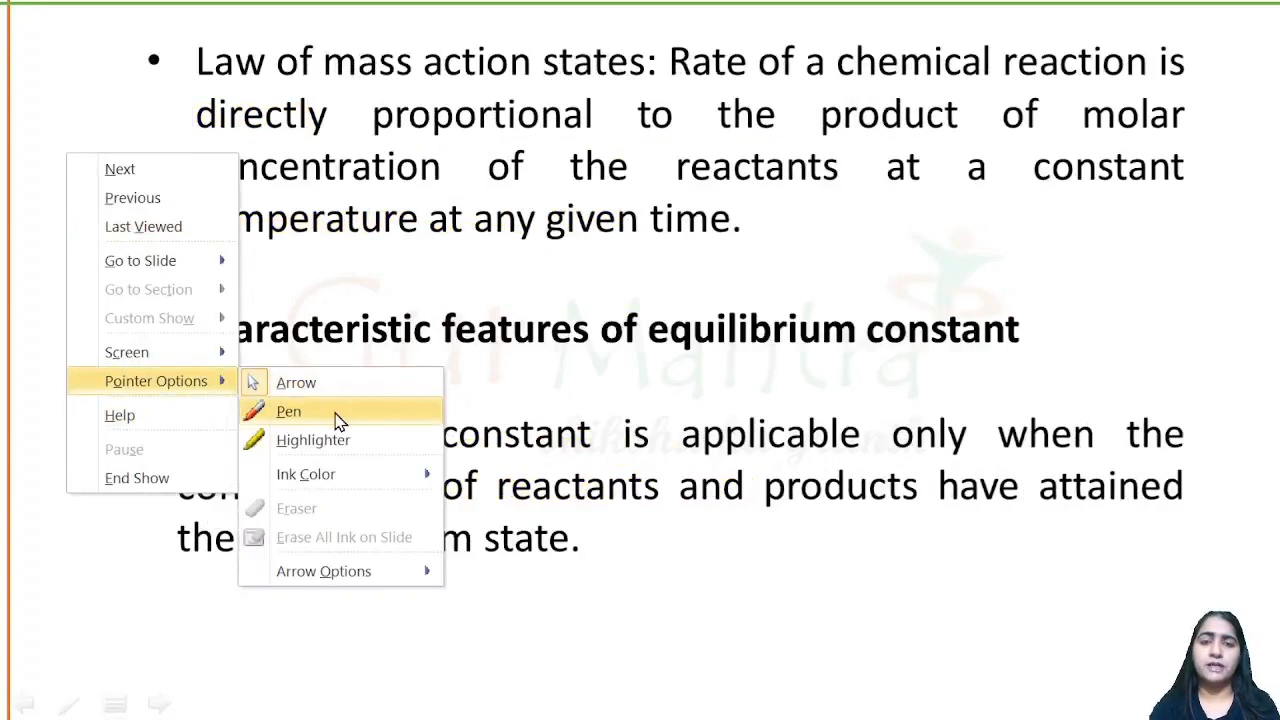 • Law of mass action states: Rate of a chemical reaction is
directly proportional to the product of molar
ncentration of the reactants at a constant
mperature at any given time.
aracteristic features of equilibrium constant
constant is applicable only when the
con of reactants and products have attained
the m state.
Next
Previous
Last Viewed
Go to Slide
Go to Section
Custom Show
Screen
Pointer Options
Help
Pause
End Show
Arrow
Pen
Highlighter
Ink Color
Eraser
Erase All Ink on Slide
Arrow Options